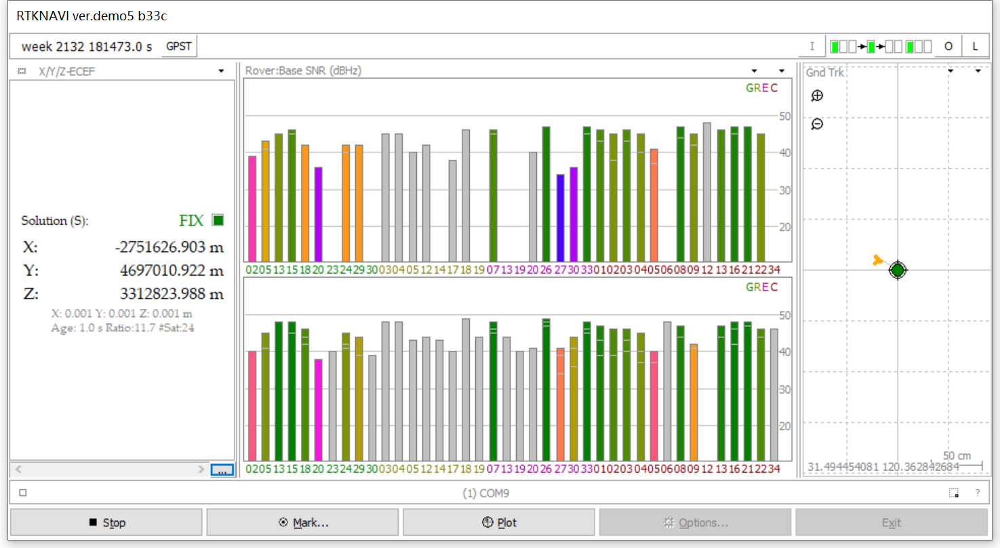 RTKNAVI ver.demo5 b33c
week 2132 181473.0 s GPST I O L
X/Y/Z-ECEF
Solution (S): FIX
X: -2751626.903 m
Y: 4697010.922 m
Z: 3312823.988 m
X: 0.001 Y: 0.001 Z: 0.001 m
Age: 1.0 s Ratio:11.7 #Sat:24
...
Rover:Base SNR (dBHz)
G R E C
50
40
30
20
02 05 13 15 18 20 23 24 29 30 03 04 05 12 14 17 18 19 07 13 19 20 26 27 30 33 01 02 03 04 05 06 08 09 12 13 16 21 22 34
G R E C
50
40
30
20
02 05 13 15 18 20 23 24 29 30 03 04 05 12 14 17 18 19 07 13 19 20 26 27 30 33 01 02 03 04 05 06 08 09 12 13 16 21 22 34
Gnd Trk
50 cm
31.494454081 120.362842684
(1) COM9
?
Stop Mark... Plot Options... Exit